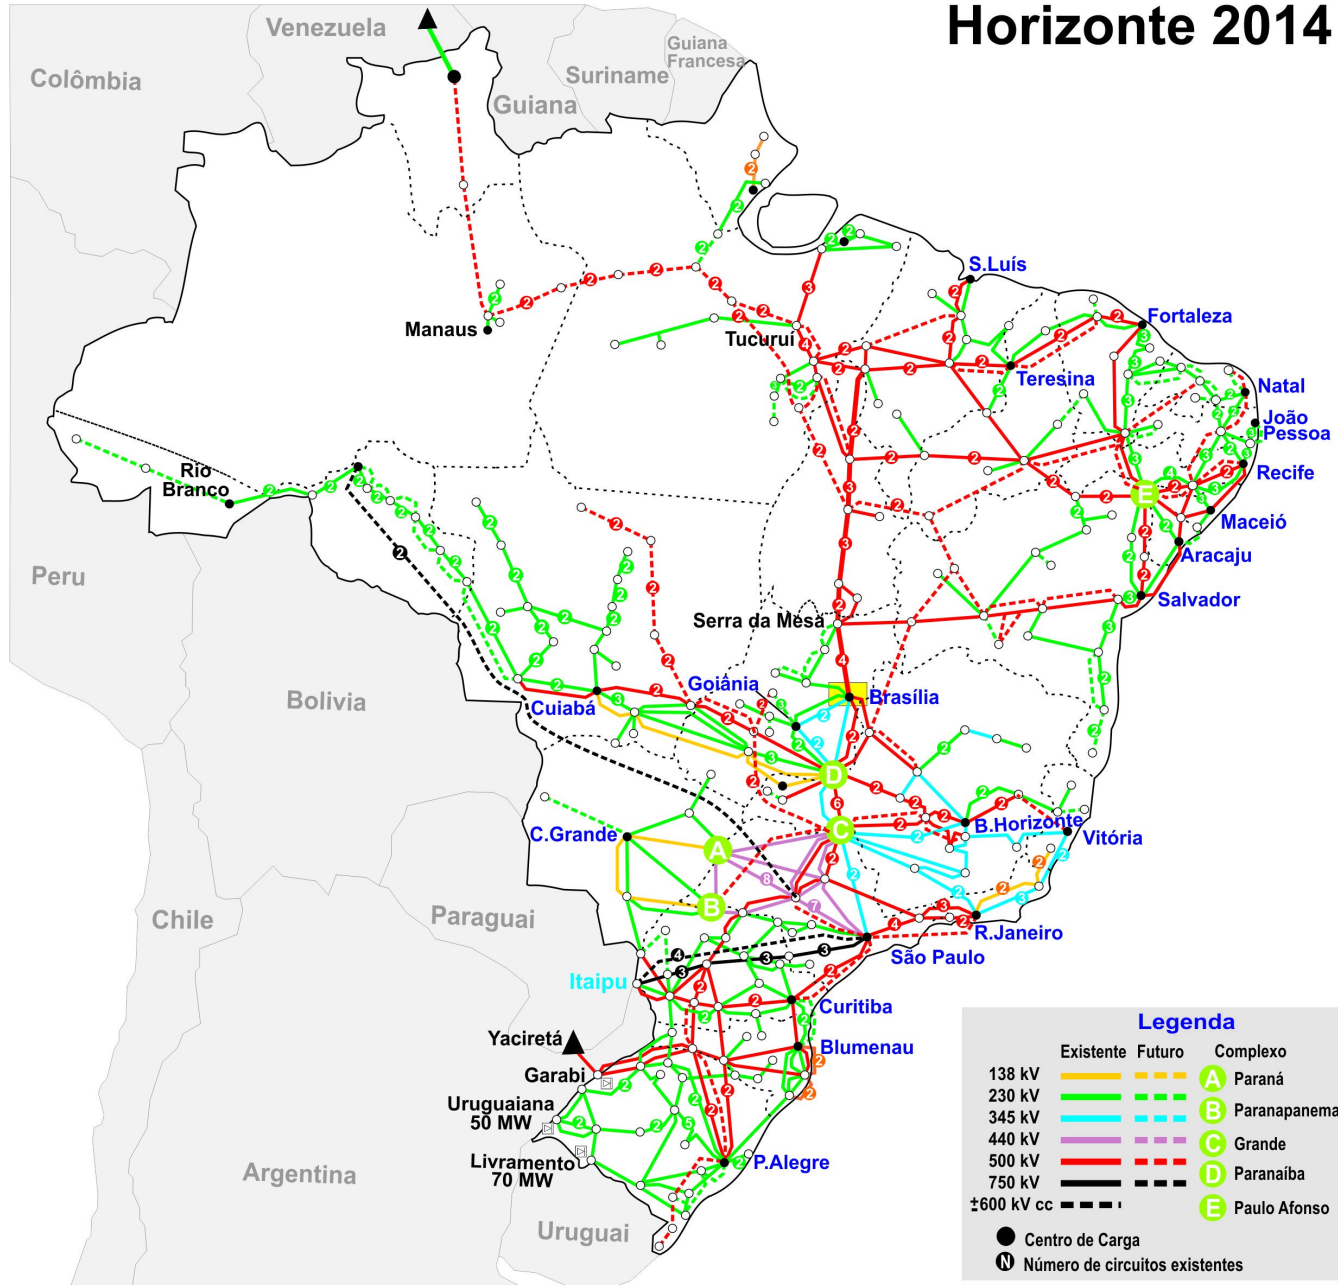 Horizonte 2014
Venezuela
Guiana
Francesa
Colômbia
Suriname
Guiana
S.Luís
Manaus
Tucuruí
Fortaleza
Teresina
Natal
João
Pessoa
Rio
Branco
Recife
Maceió
Aracaju
Peru
Salvador
Serra da Mesa
Goiânia
Brasília
Bolivia
Cuiabá
C.Grande
B.Horizonte
Vitória
Chile
Paraguai
R.Janeiro
São Paulo
Itaipu
Curitiba
Yaciretá
Blumenau
Garabi
Uruguaiana
50 MW
Livramento
70 MW
P.Alegre
Argentina
Uruguai
A
B
C
D
E
Legenda
Existente Futuro Complexo
138 kV A Paraná
230 kV
345 kV B Paranapanema
440 kV C Grande
500 kV D Paranaíba
750 kV
±600 kV cc E Paulo Afonso
Centro de Carga
N Número de circuitos existentes